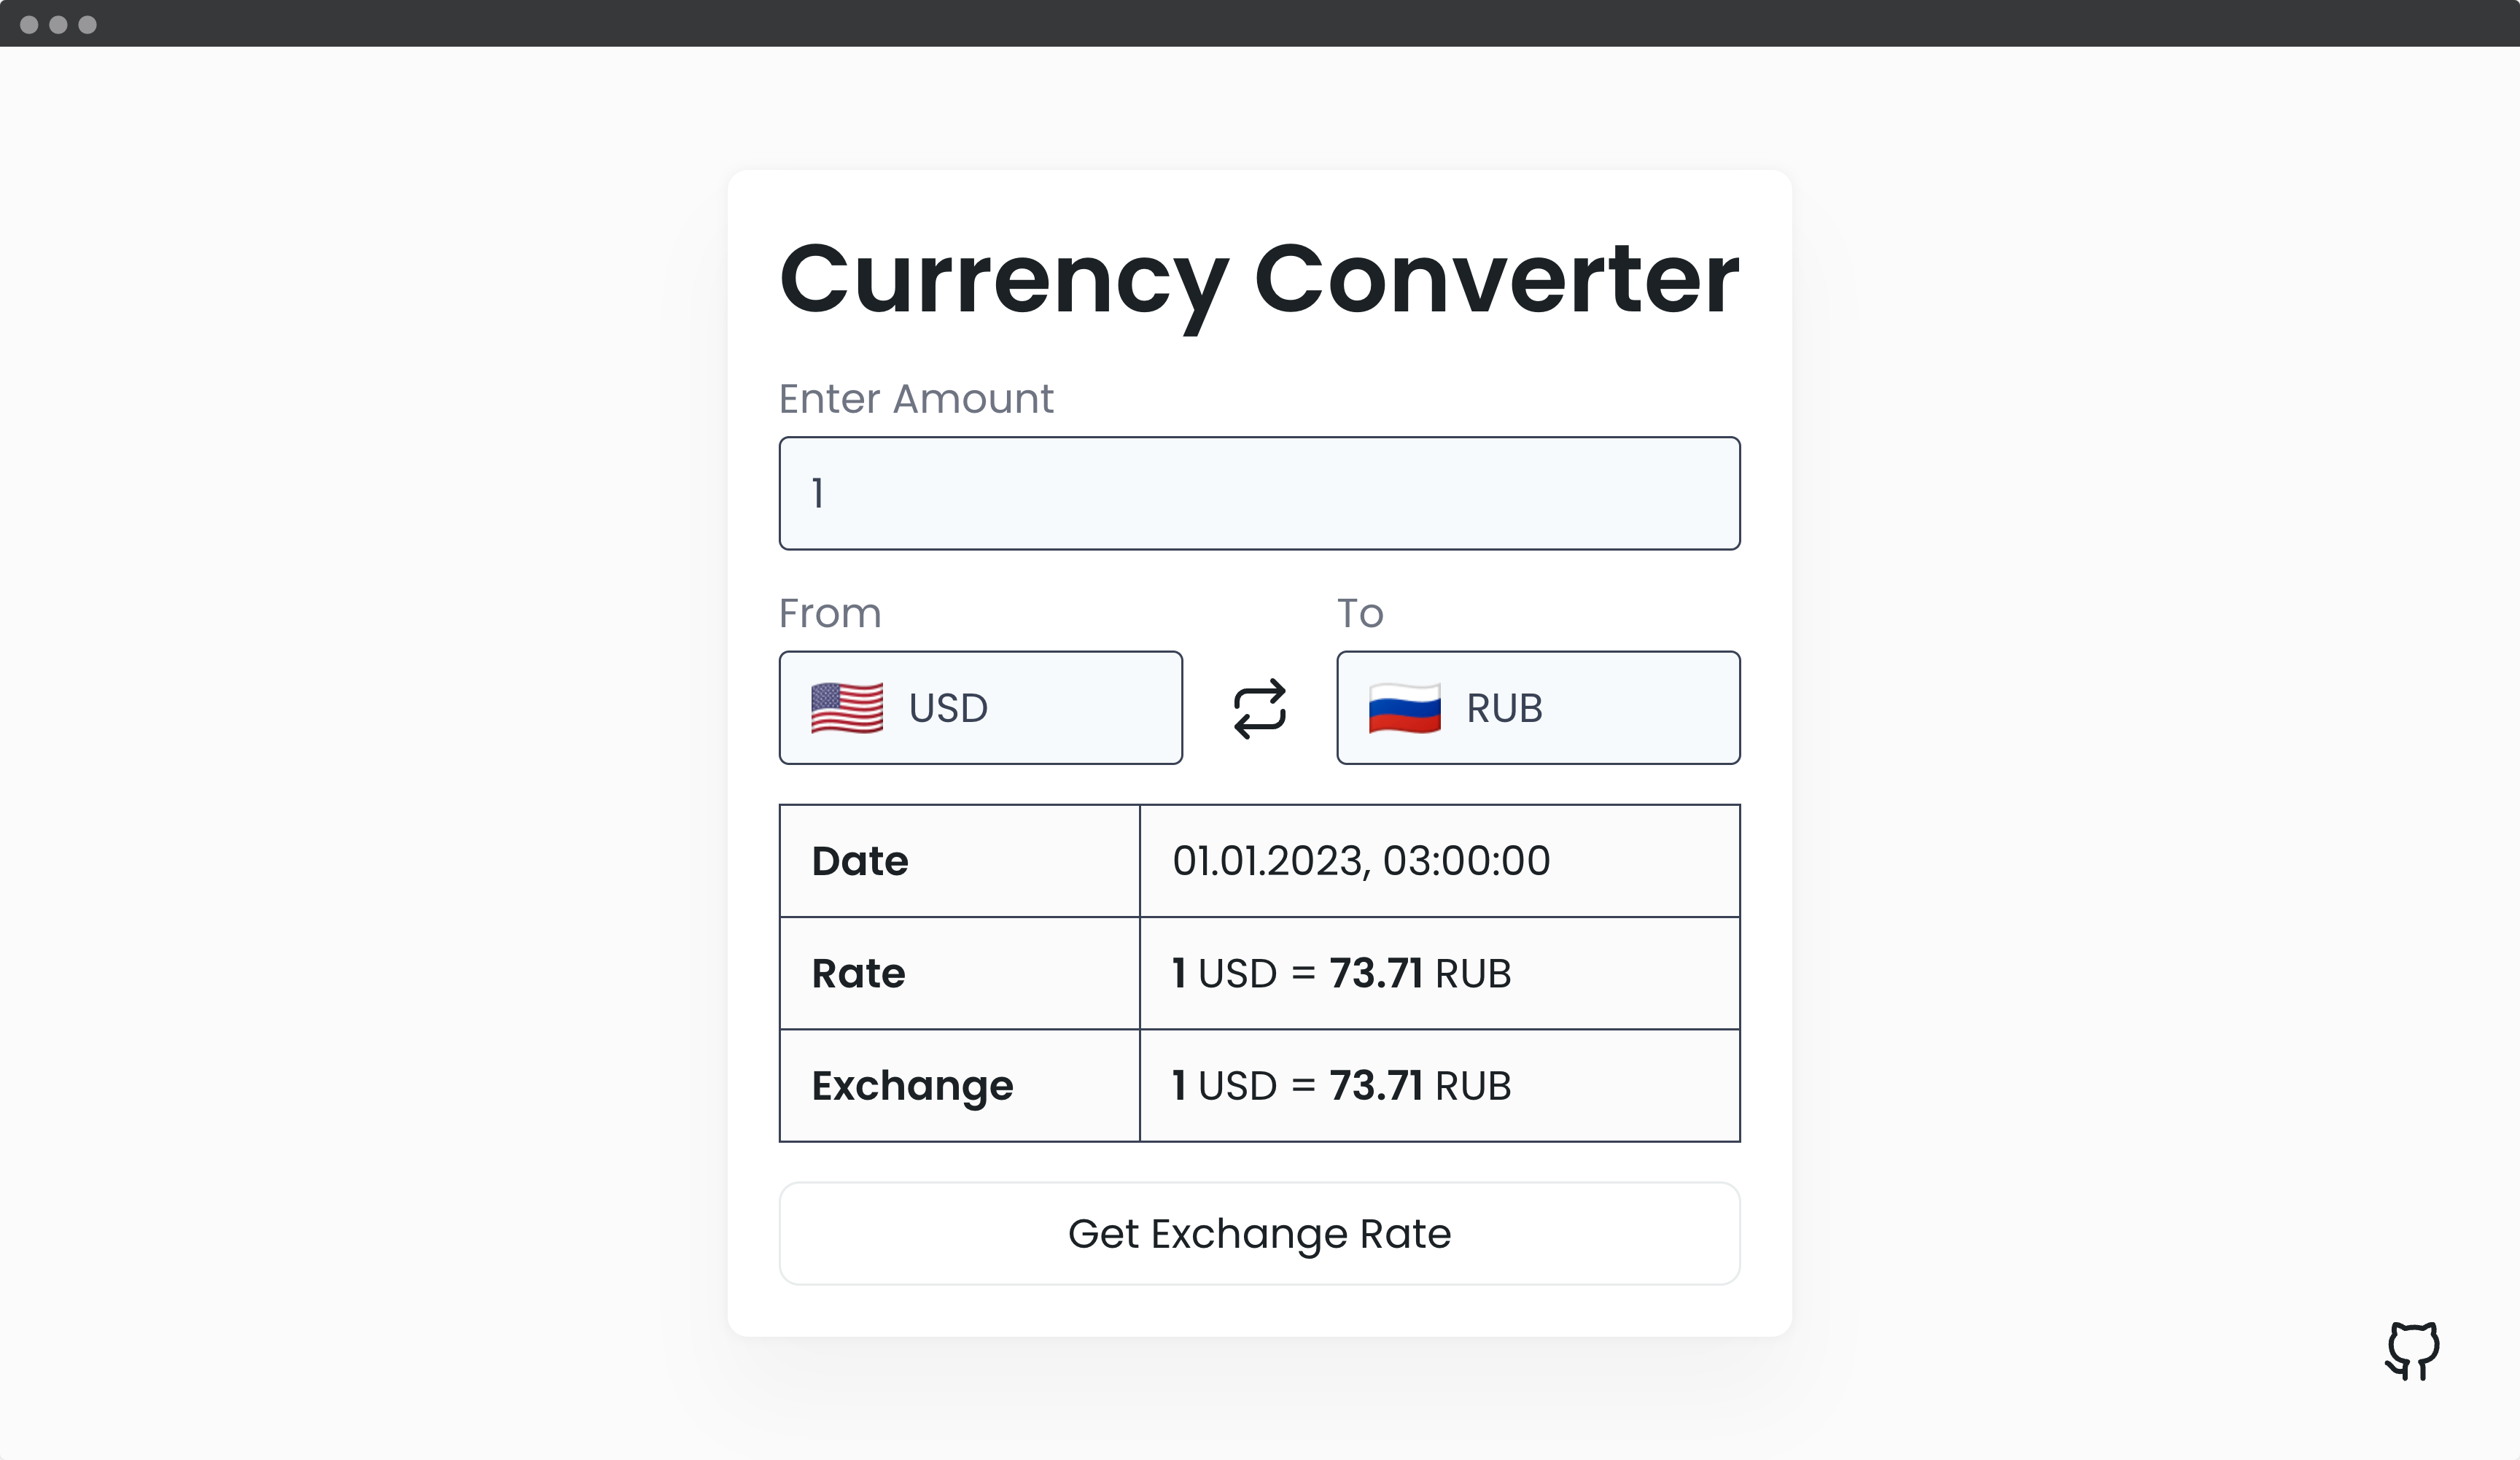 Currency Converter
Enter Amount
1
From To
USD RUB
Date 01.01.2023, 03:00:00
Rate 1 USD = 73.71 RUB
Exchange 1 USD = 73.71 RUB
Get Exchange Rate